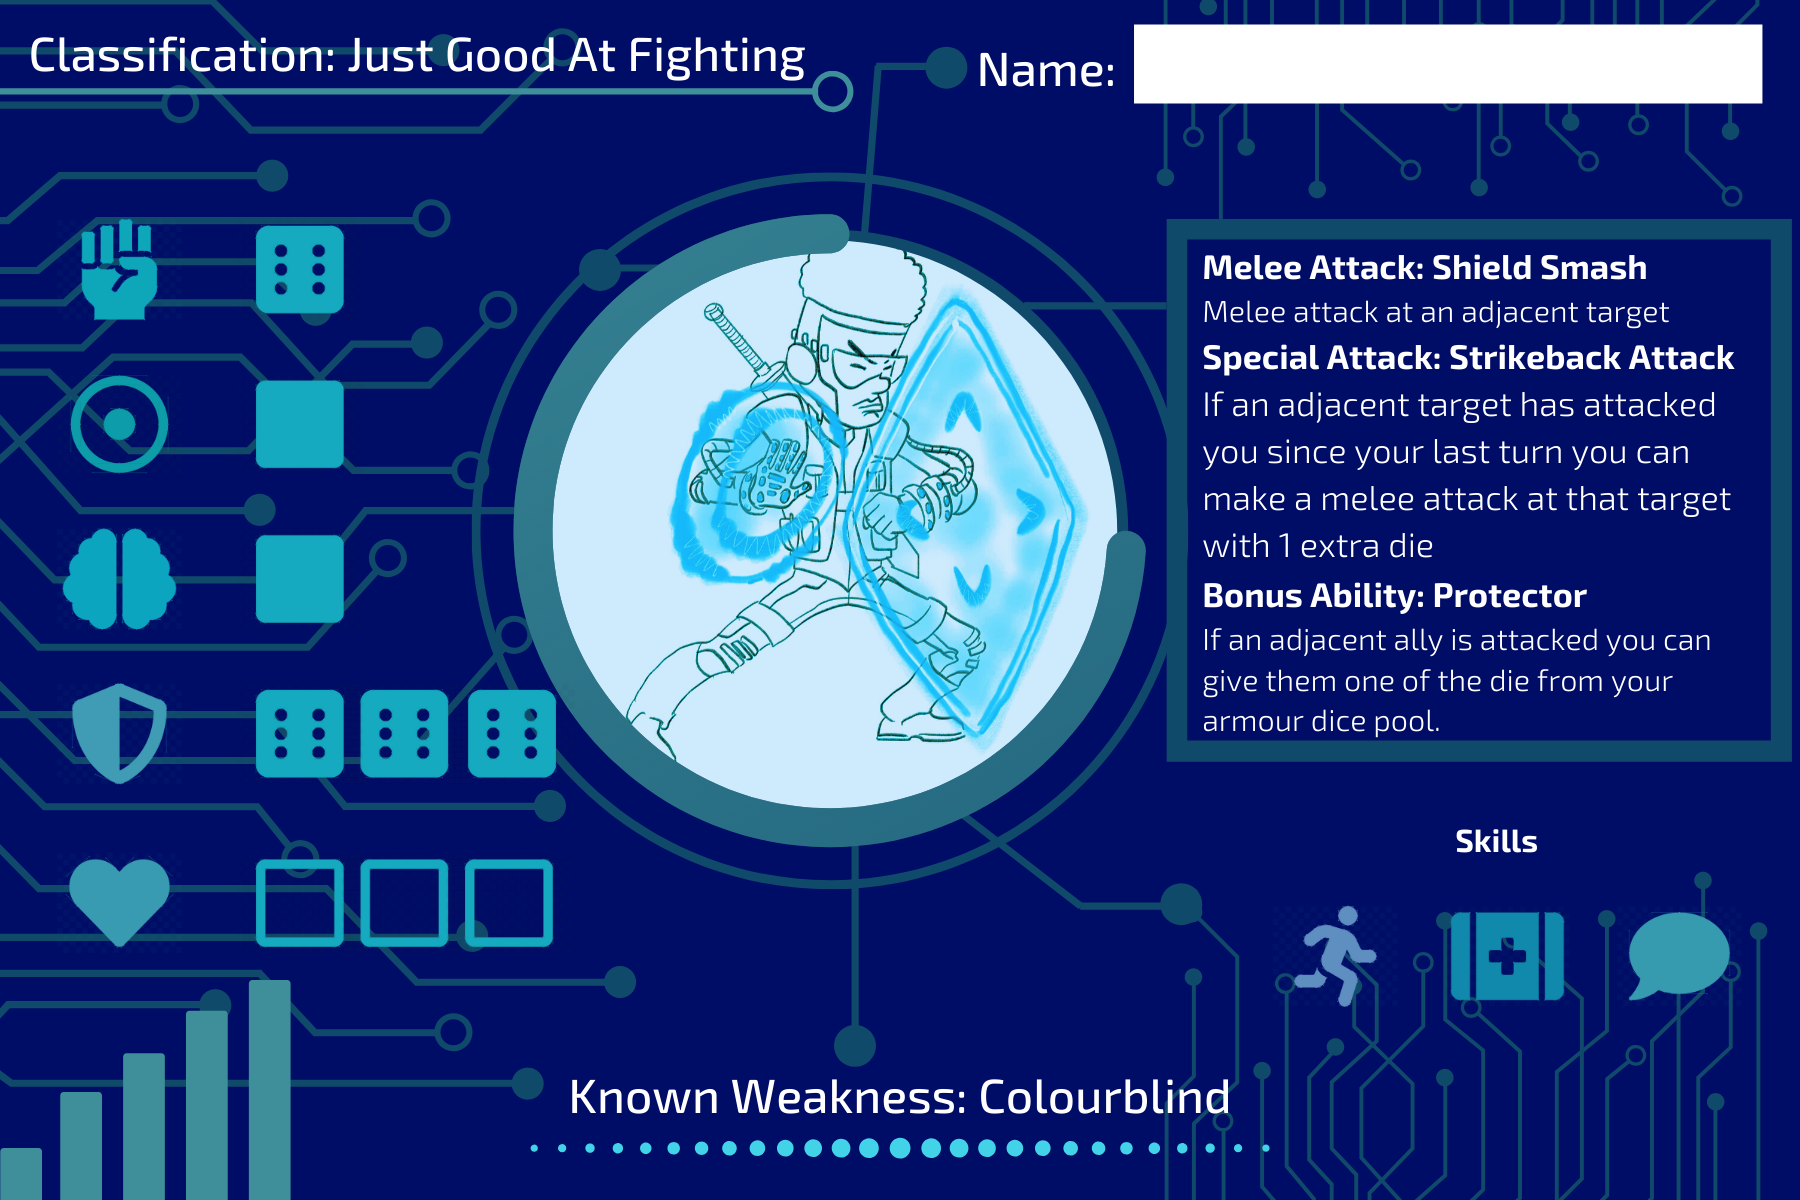 Classification: Just Good At Fighting
Name:
Melee Attack: Shield Smash
Melee attack at an adjacent target
Special Attack: Strikeback Attack
If an adjacent target has attacked
you since your last turn you can
make a melee attack at that target
with 1 extra die
Bonus Ability: Protector
If an adjacent ally is attacked you can
give them one of the die from your
armour dice pool.
Skills
Known Weakness: Colourblind